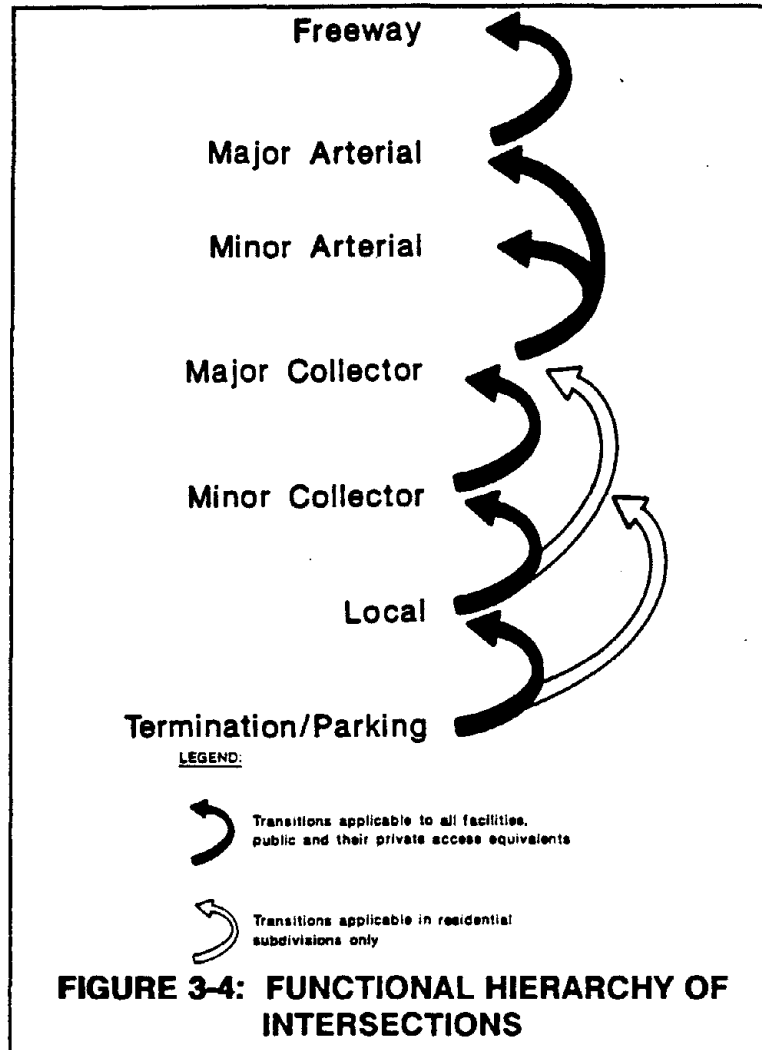 Freeway
Major Arterial
Minor Arterial
Major Collector
Minor Collector
Local
Termination/Parking
LEGEND:
Transitions applicable to all facilities,
public and their private access equivalents
Transitions applicable in residential
subdivisions only
FIGURE 3-4: FUNCTIONAL HIERARCHY OF
INTERSECTIONS